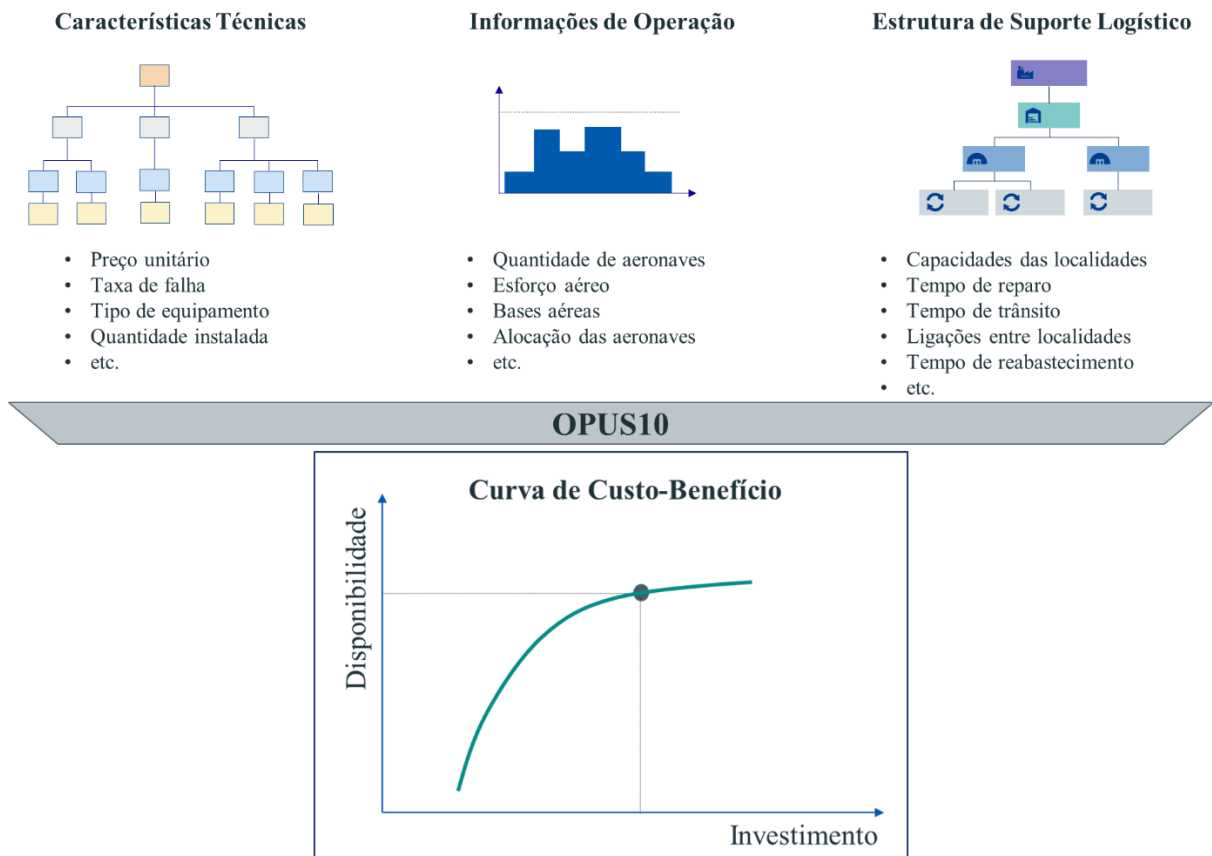 Características Técnicas
Informações de Operação
Estrutura de Suporte Logístico
• Preço unitário
• Taxa de falha
• Tipo de equipamento
• Quantidade instalada
• etc.
• Quantidade de aeronaves
• Esforço aéreo
• Bases aéreas
• Alocação das aeronaves
• etc.
• Capacidades das localidades
• Tempo de reparo
• Tempo de trânsito
• Ligações entre localidades
• Tempo de reabastecimento
• etc.
OPUS10
Curva de Custo-Benefício
Disponibilidade
Investimento